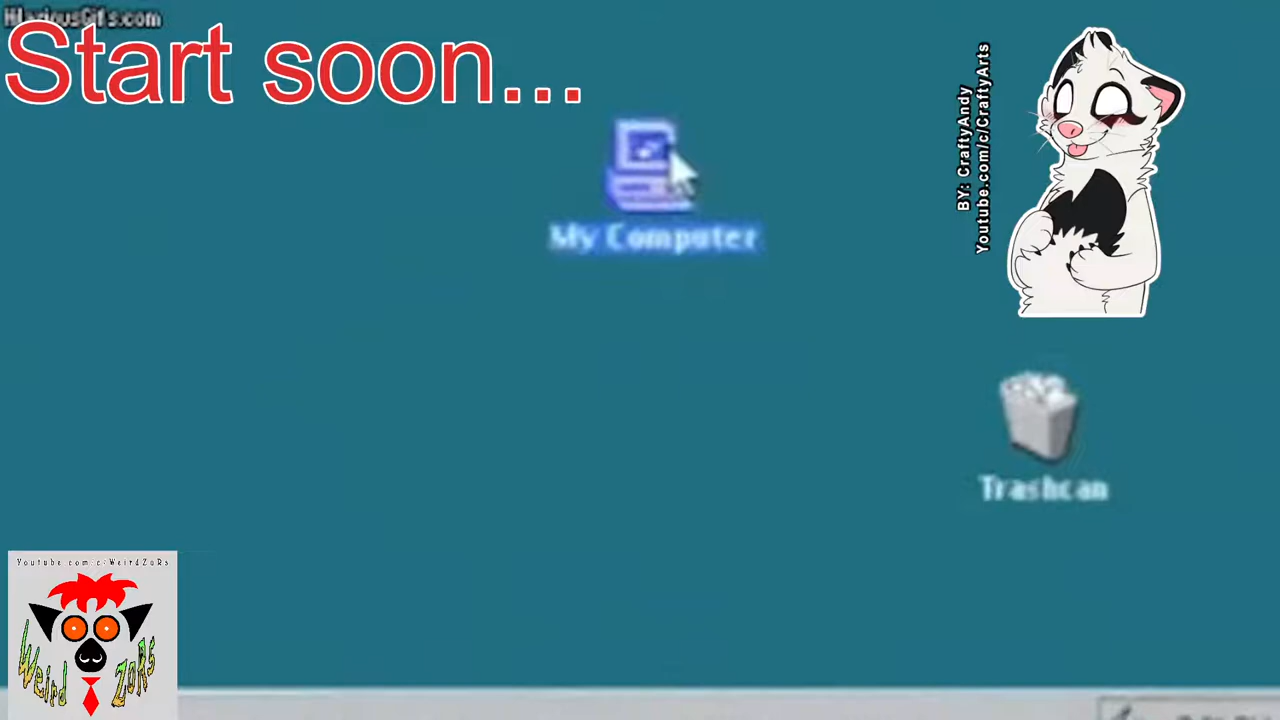 HilariousGifs.com
Start soon...
BY: CraftyAndy
Youtube.com/c/CraftyArts
My Computer
Trashcan
Youtube.com/c/WeirdZoRs
Weird ZoRs